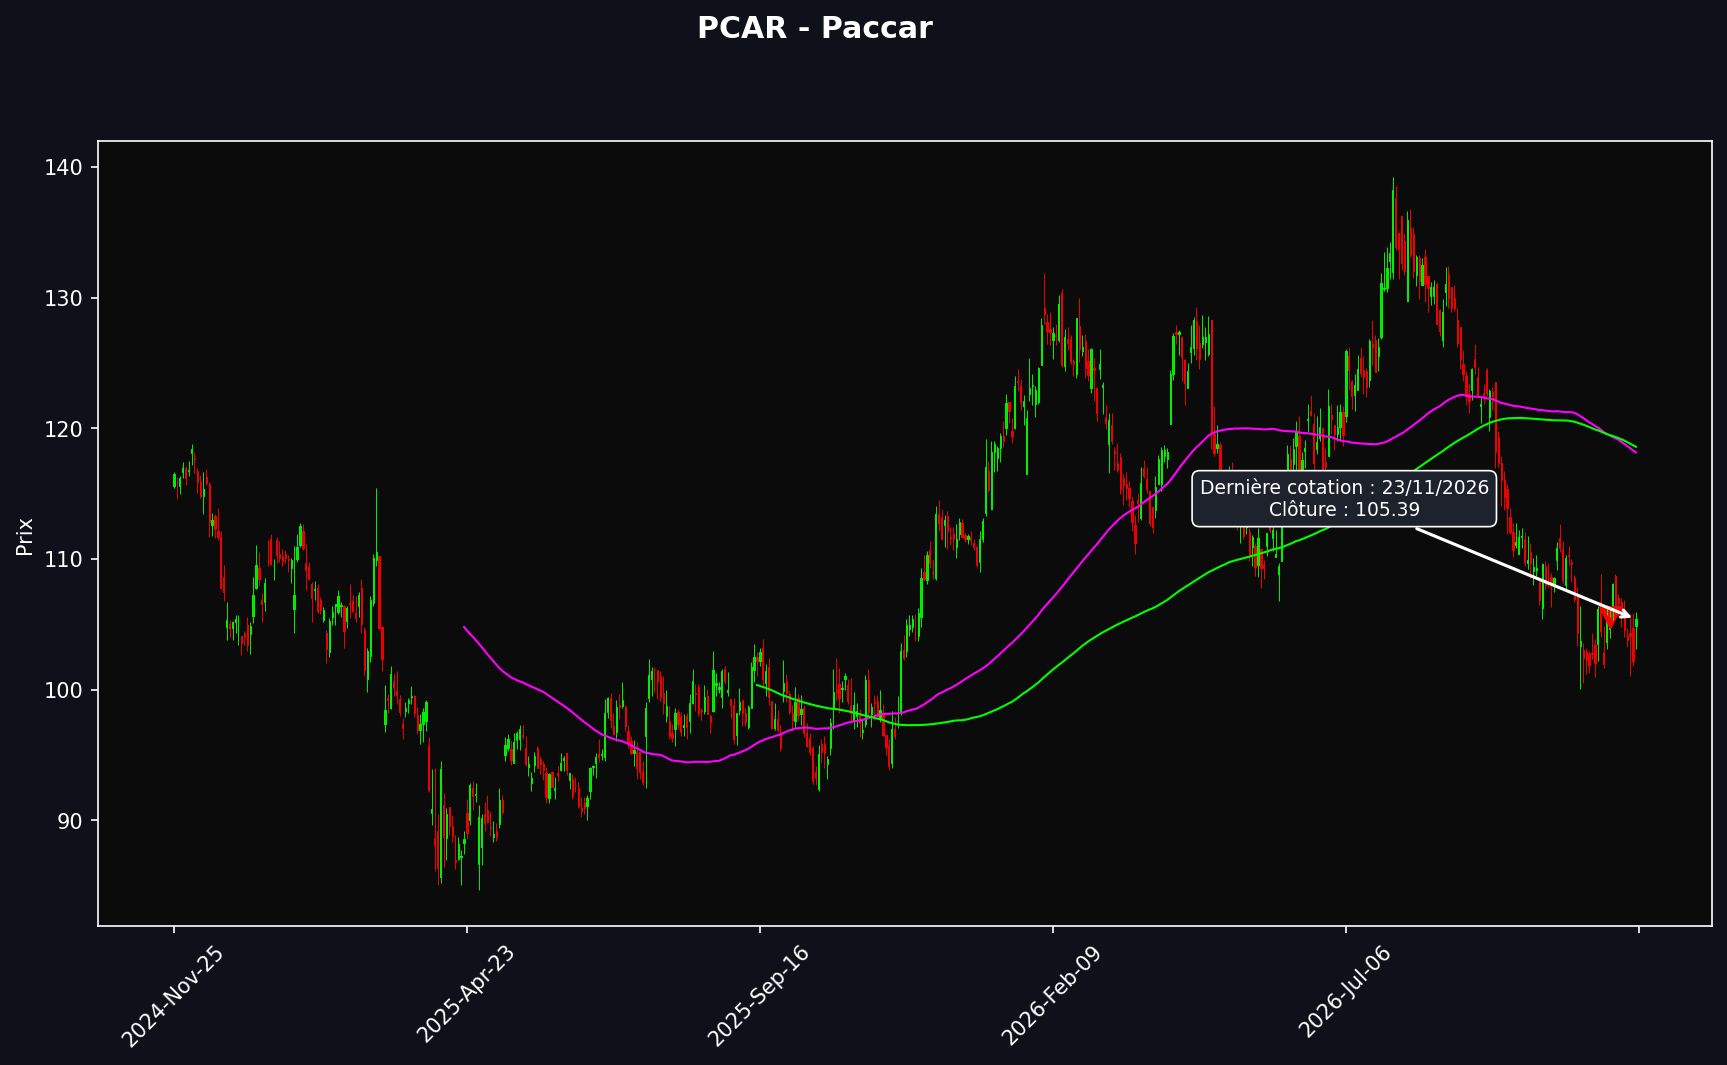 PCAR - Paccar
Prix
140
130
120
110
100
90
Dernière cotation : 23/11/2026
Clôture : 105.39
2024-Nov-25
2025-Apr-23
2025-Sep-16
2026-Feb-09
2026-Jul-06